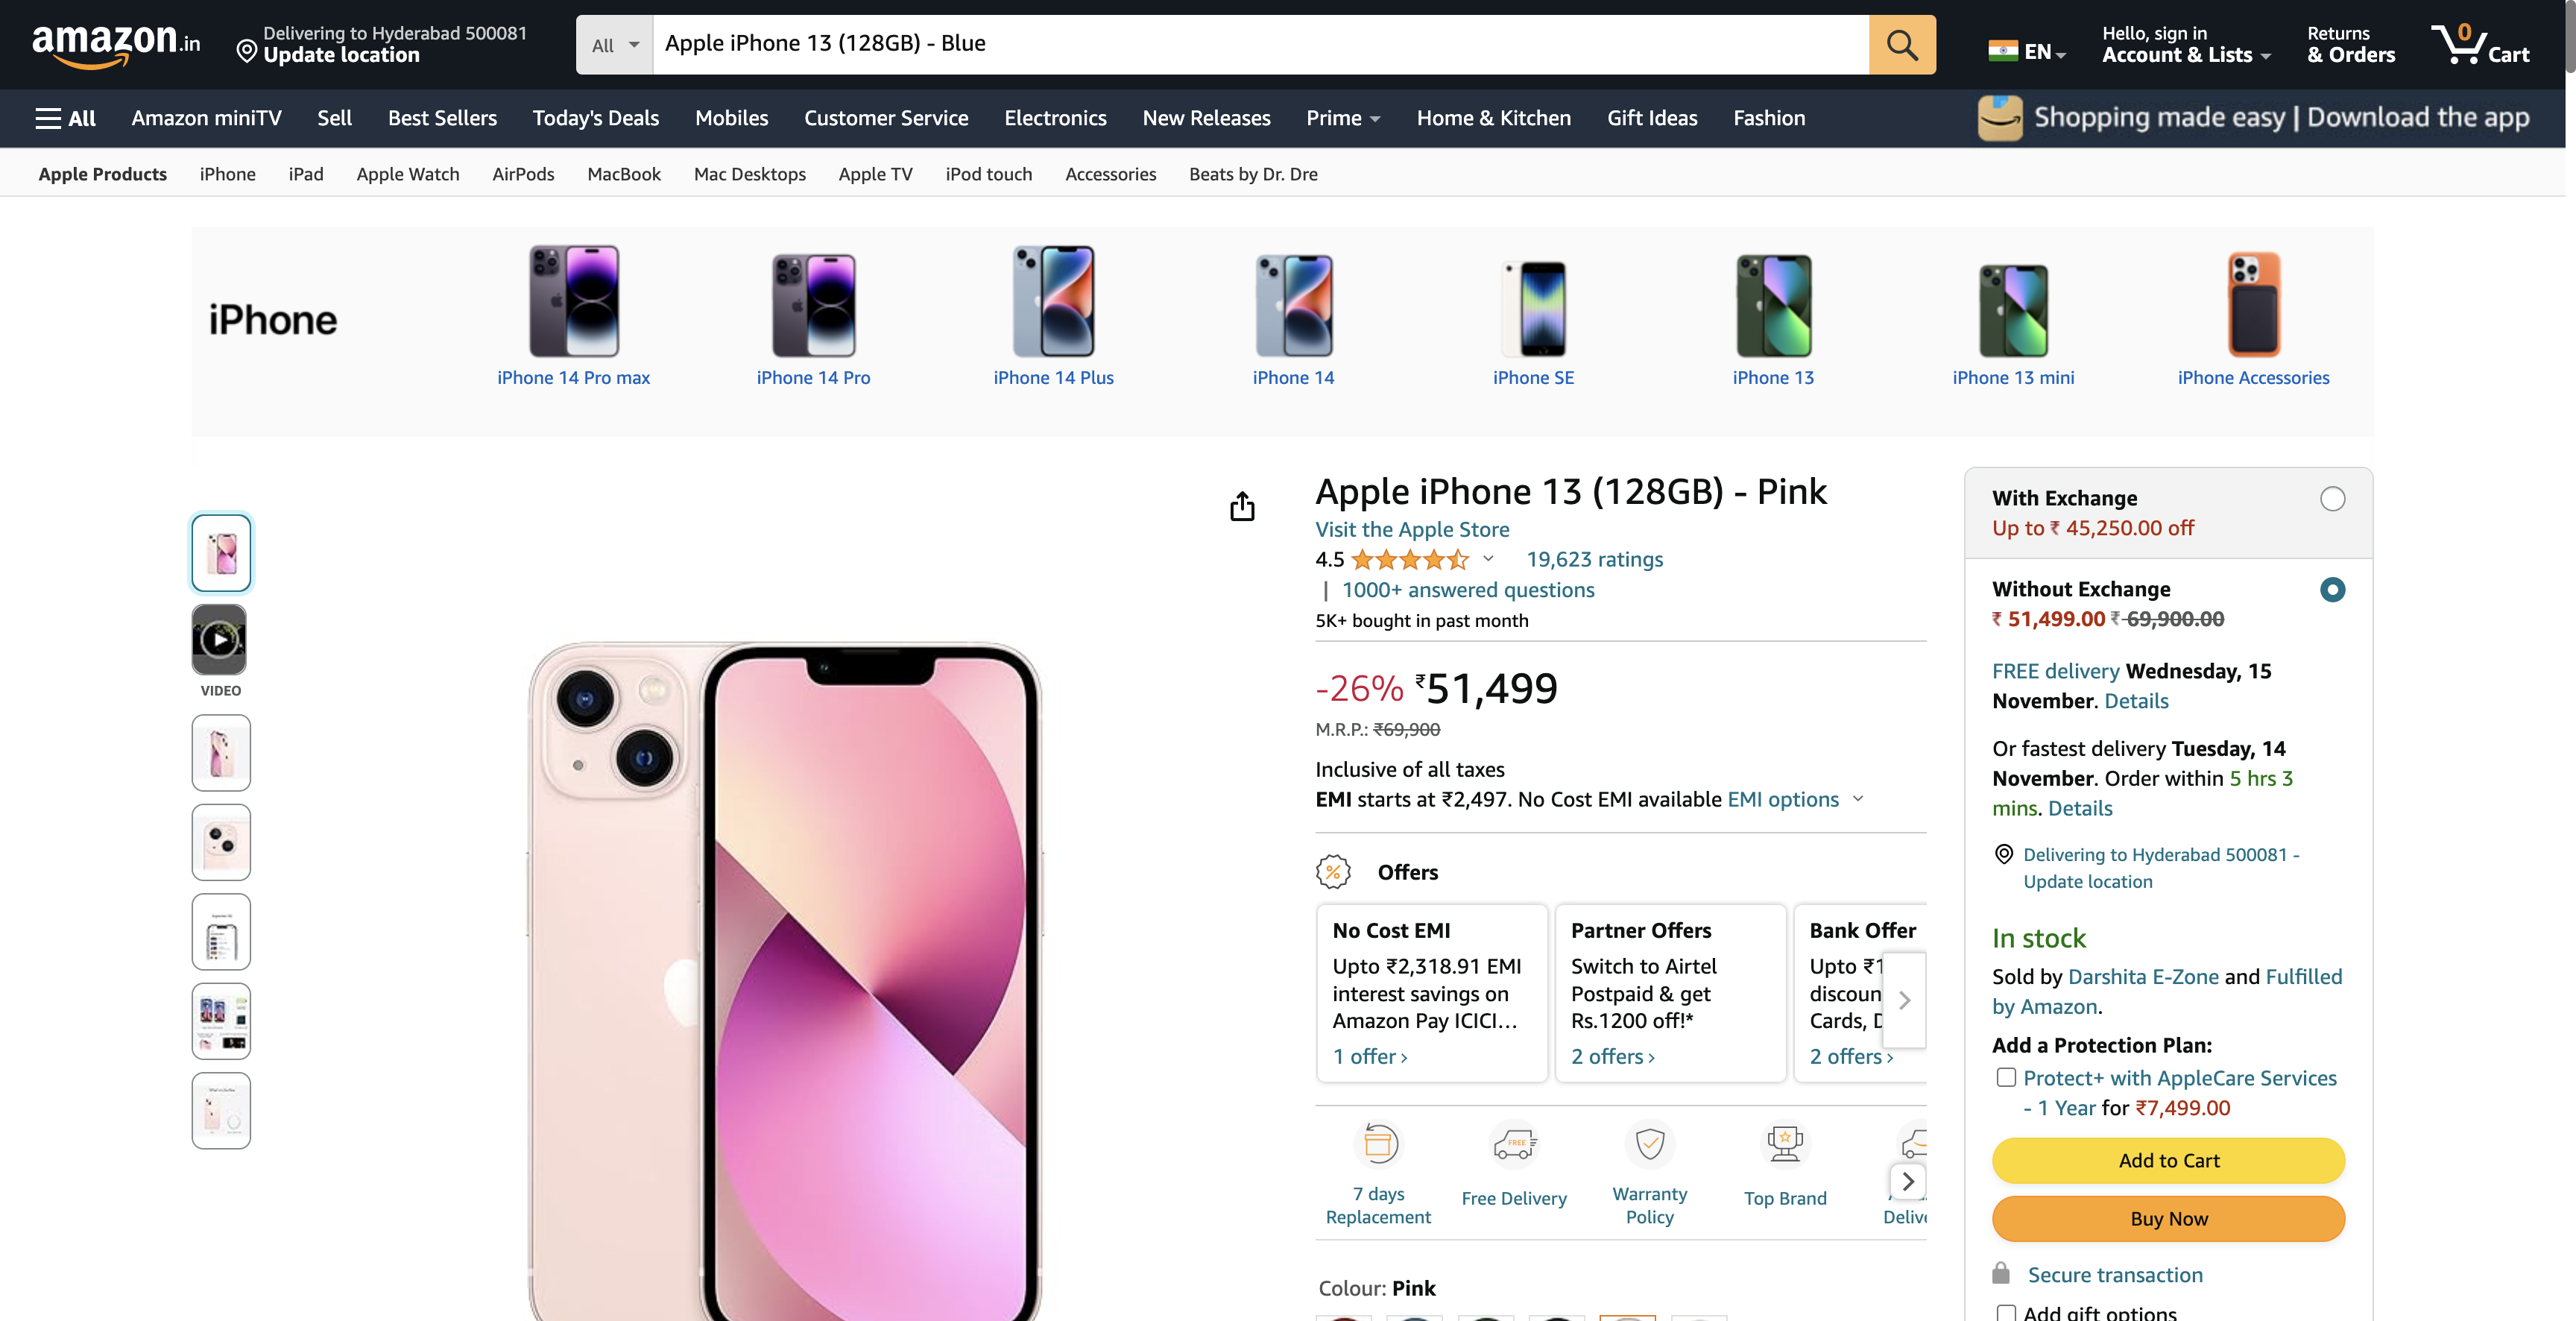 amazon.in
Delivering to Hyderabad 500081
Update location
All
Apple iPhone 13 (128GB) - Blue
EN
Hello, sign in
Account & Lists
Returns
& Orders
0
Cart
All
Amazon miniTV
Sell
Best Sellers
Today's Deals
Mobiles
Customer Service
Electronics
New Releases
Prime
Home & Kitchen
Gift Ideas
Fashion
Shopping made easy | Download the app
Apple Products
iPhone
iPad
Apple Watch
AirPods
MacBook
Mac Desktops
Apple TV
iPod touch
Accessories
Beats by Dr. Dre
iPhone
iPhone 14 Pro max
iPhone 14 Pro
iPhone 14 Plus
iPhone 14
iPhone SE
iPhone 13
iPhone 13 mini
iPhone Accessories
VIDEO
Apple iPhone 13 (128GB) - Pink
Visit the Apple Store
4.5
19,623 ratings
| 1000+ answered questions
5K+ bought in past month
-26% ₹51,499
M.R.P.: ₹69,900
Inclusive of all taxes
EMI starts at ₹2,497. No Cost EMI available EMI options
Offers
No Cost EMI
Upto ₹2,318.91 EMI
interest savings on
Amazon Pay ICICI…
1 offer ›
Partner Offers
Switch to Airtel
Postpaid & get
Rs.1200 off!*
2 offers ›
Bank Offer
Upto ₹1
discoun
Cards, D
2 offers ›
7 days
Replacement
FREE
Free Delivery
Warranty
Policy
Top Brand
Delive
Colour: Pink
With Exchange
Up to ₹ 45,250.00 off
Without Exchange
₹ 51,499.00 ₹ 69,900.00
FREE delivery Wednesday, 15
November. Details
Or fastest delivery Tuesday, 14
November. Order within 5 hrs 3
mins. Details
Delivering to Hyderabad 500081 -
Update location
In stock
Sold by Darshita E-Zone and Fulfilled
by Amazon.
Add a Protection Plan:
Protect+ with AppleCare Services
- 1 Year for ₹7,499.00
Add to Cart
Buy Now
Secure transaction
Add gift options